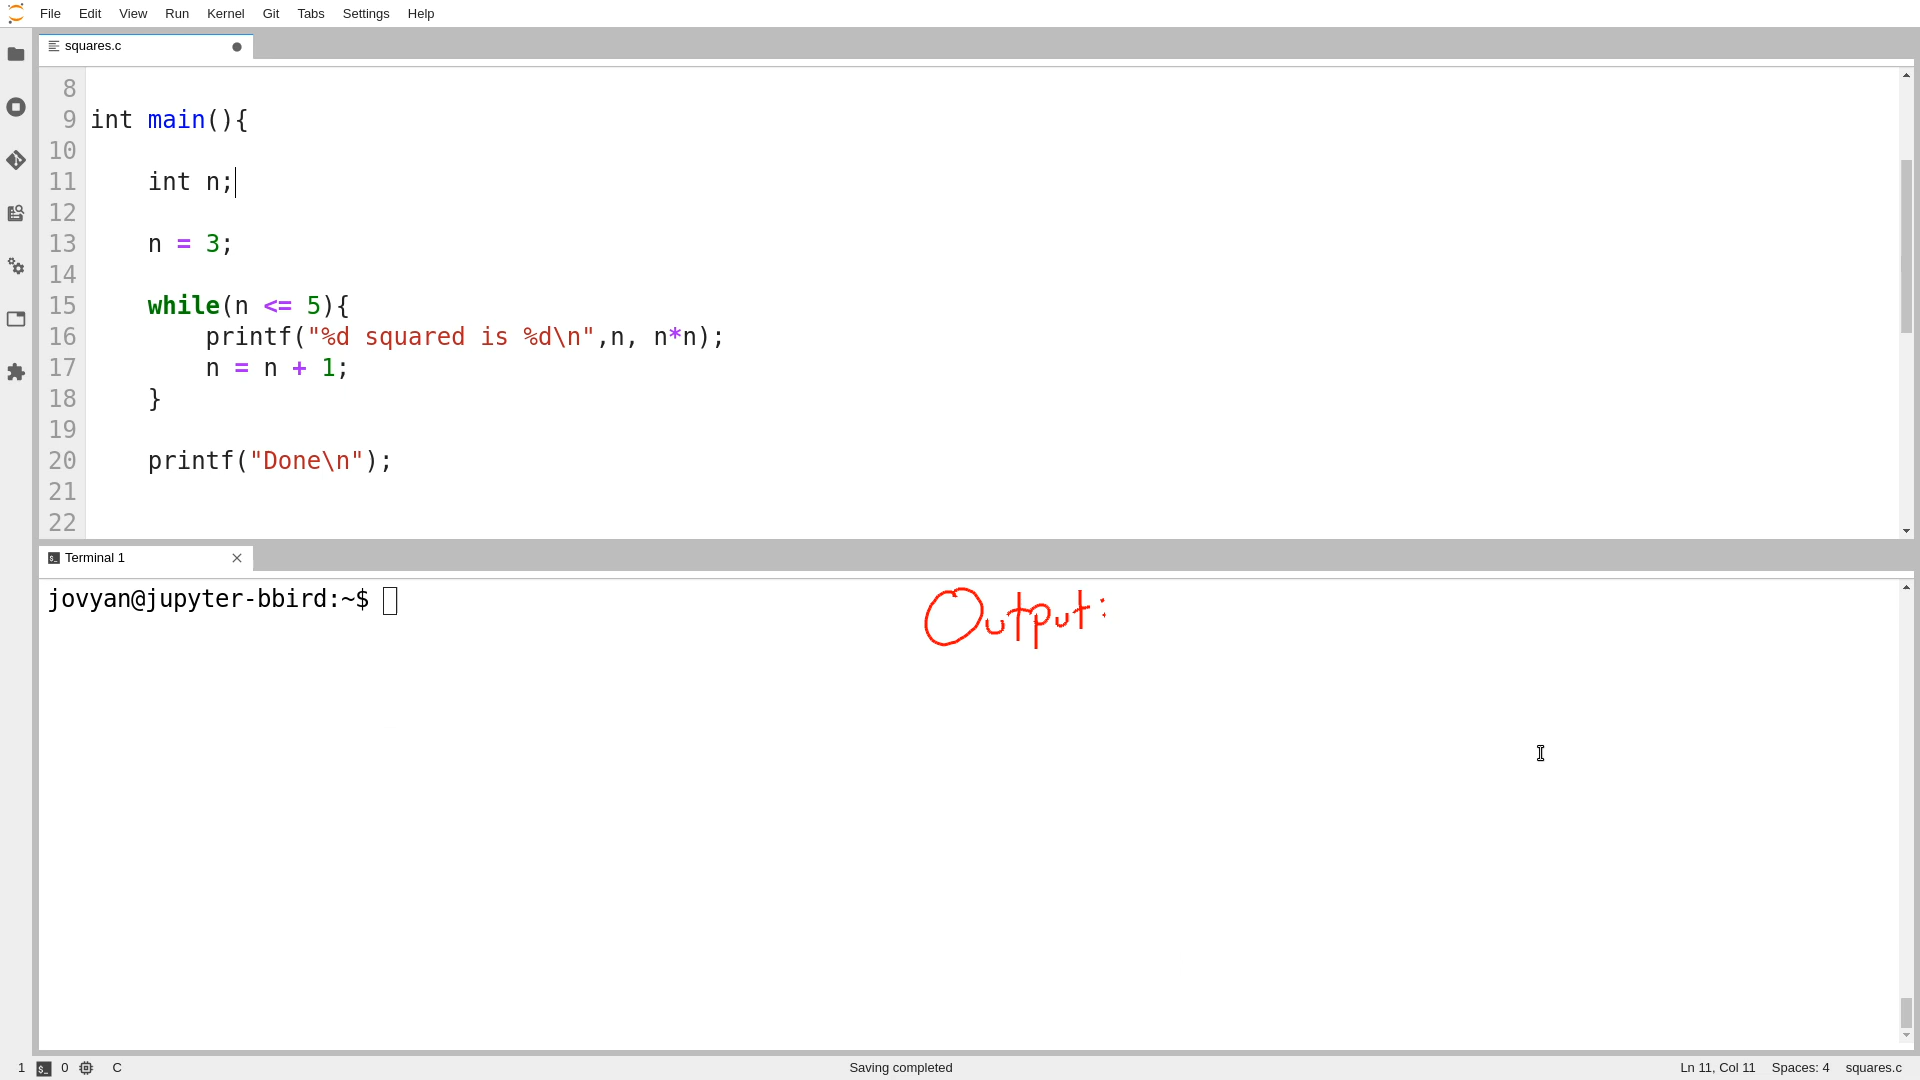 File Edit View Run Kernel Git Tabs Settings Help
squares.c
8
9 int main(){
10
11     int n;
12
13     n = 3;
14
15     while(n <= 5){
16         printf("%d squared is %d\n",n, n*n);
17         n = n + 1;
18     }
19
20     printf("Done\n");
21
22
Terminal 1
jovyan@jupyter-bbird:~$
Output:
1 $_ 0 C Saving completed Ln 11, Col 11 Spaces: 4 squares.c